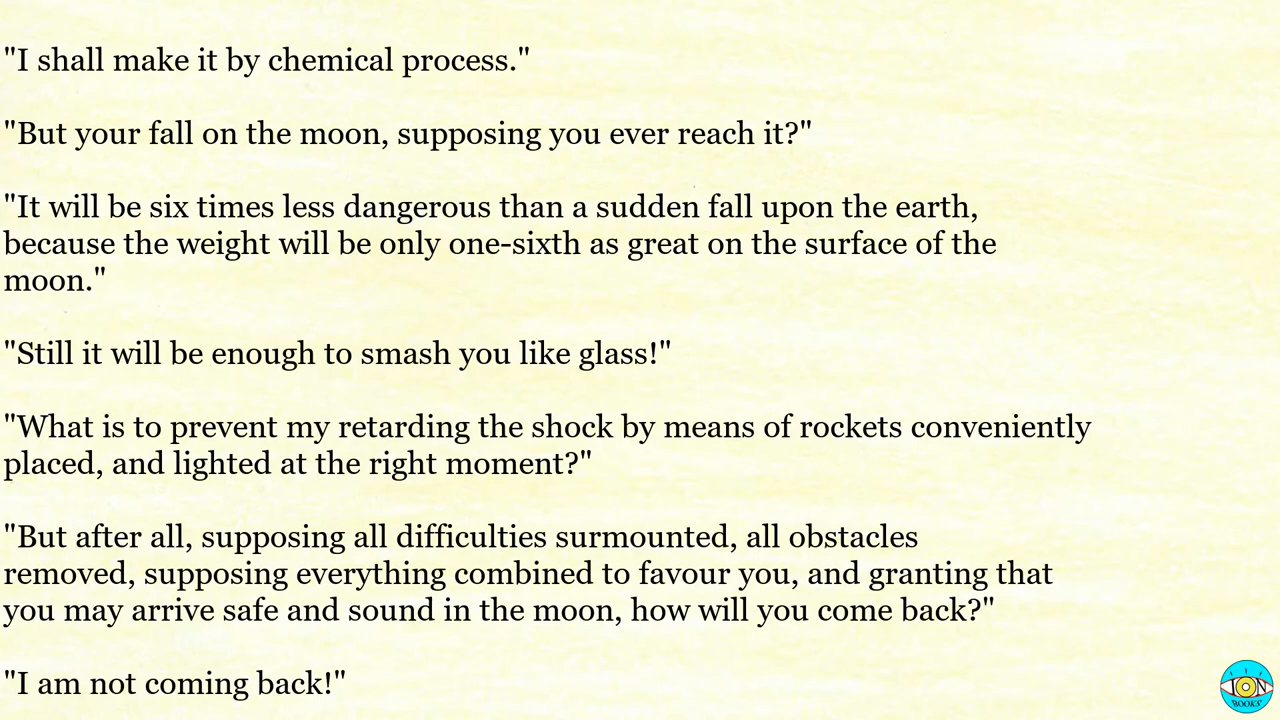 "I shall make it by chemical process."
"But your fall on the moon, supposing you ever reach it?"
"It will be six times less dangerous than a sudden fall upon the earth,
because the weight will be only one-sixth as great on the surface of the
moon."
"Still it will be enough to smash you like glass!"
"What is to prevent my retarding the shock by means of rockets conveniently
placed, and lighted at the right moment?"
"But after all, supposing all difficulties surmounted, all obstacles
removed, supposing everything combined to favour you, and granting that
you may arrive safe and sound in the moon, how will you come back?"
"I am not coming back!"
ION
BOOKS